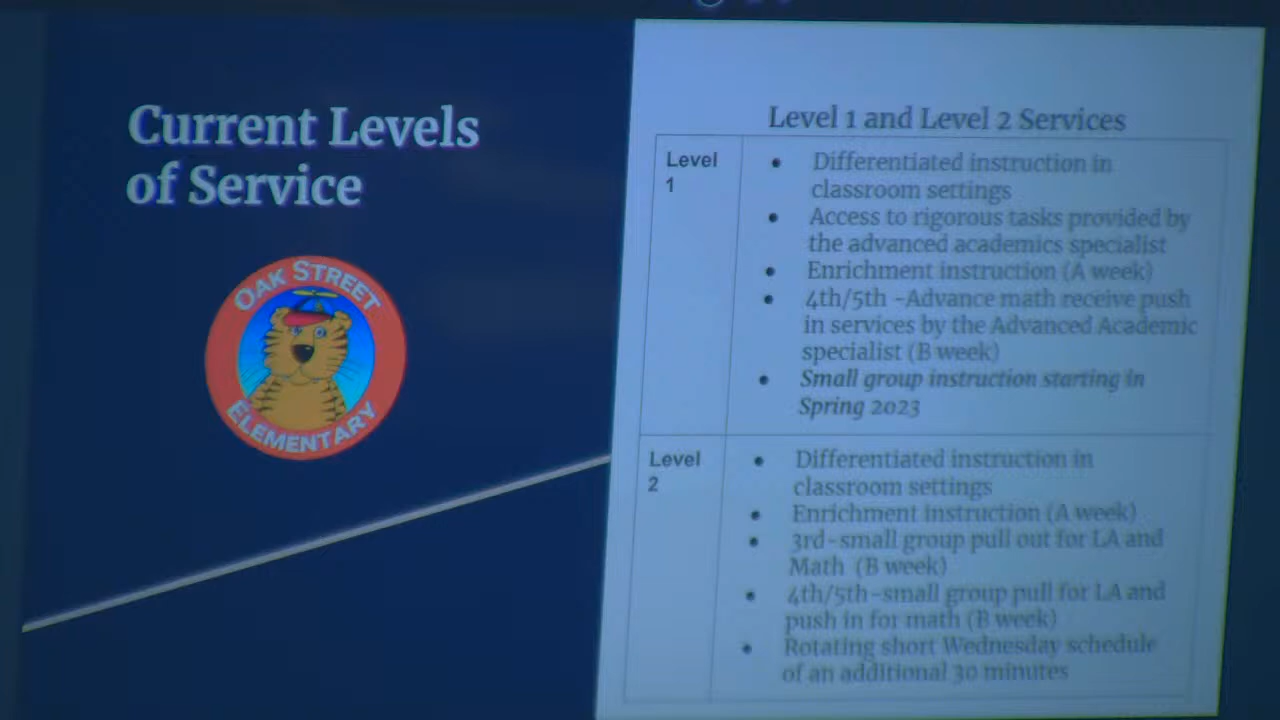 Current Levels
of Service
OAK STREET
ELEMENTARY
Level 1 and Level 2 Services
Level
1
● Differentiated instruction in
classroom settings
● Access to rigorous tasks provided by
the advanced academics specialist
● Enrichment instruction (A week)
● 4th/5th -Advance math receive push
in services by the Advanced Academic
specialist (B week)
● Small group instruction starting in
Spring 2023
Level
2
● Differentiated instruction in
classroom settings
● Enrichment instruction (A week)
● 3rd-small group pull out for LA and
Math (B week)
● 4th/5th-small group pull for LA and
push in for math (B week)
● Rotating short Wednesday schedule
of an additional 30 minutes